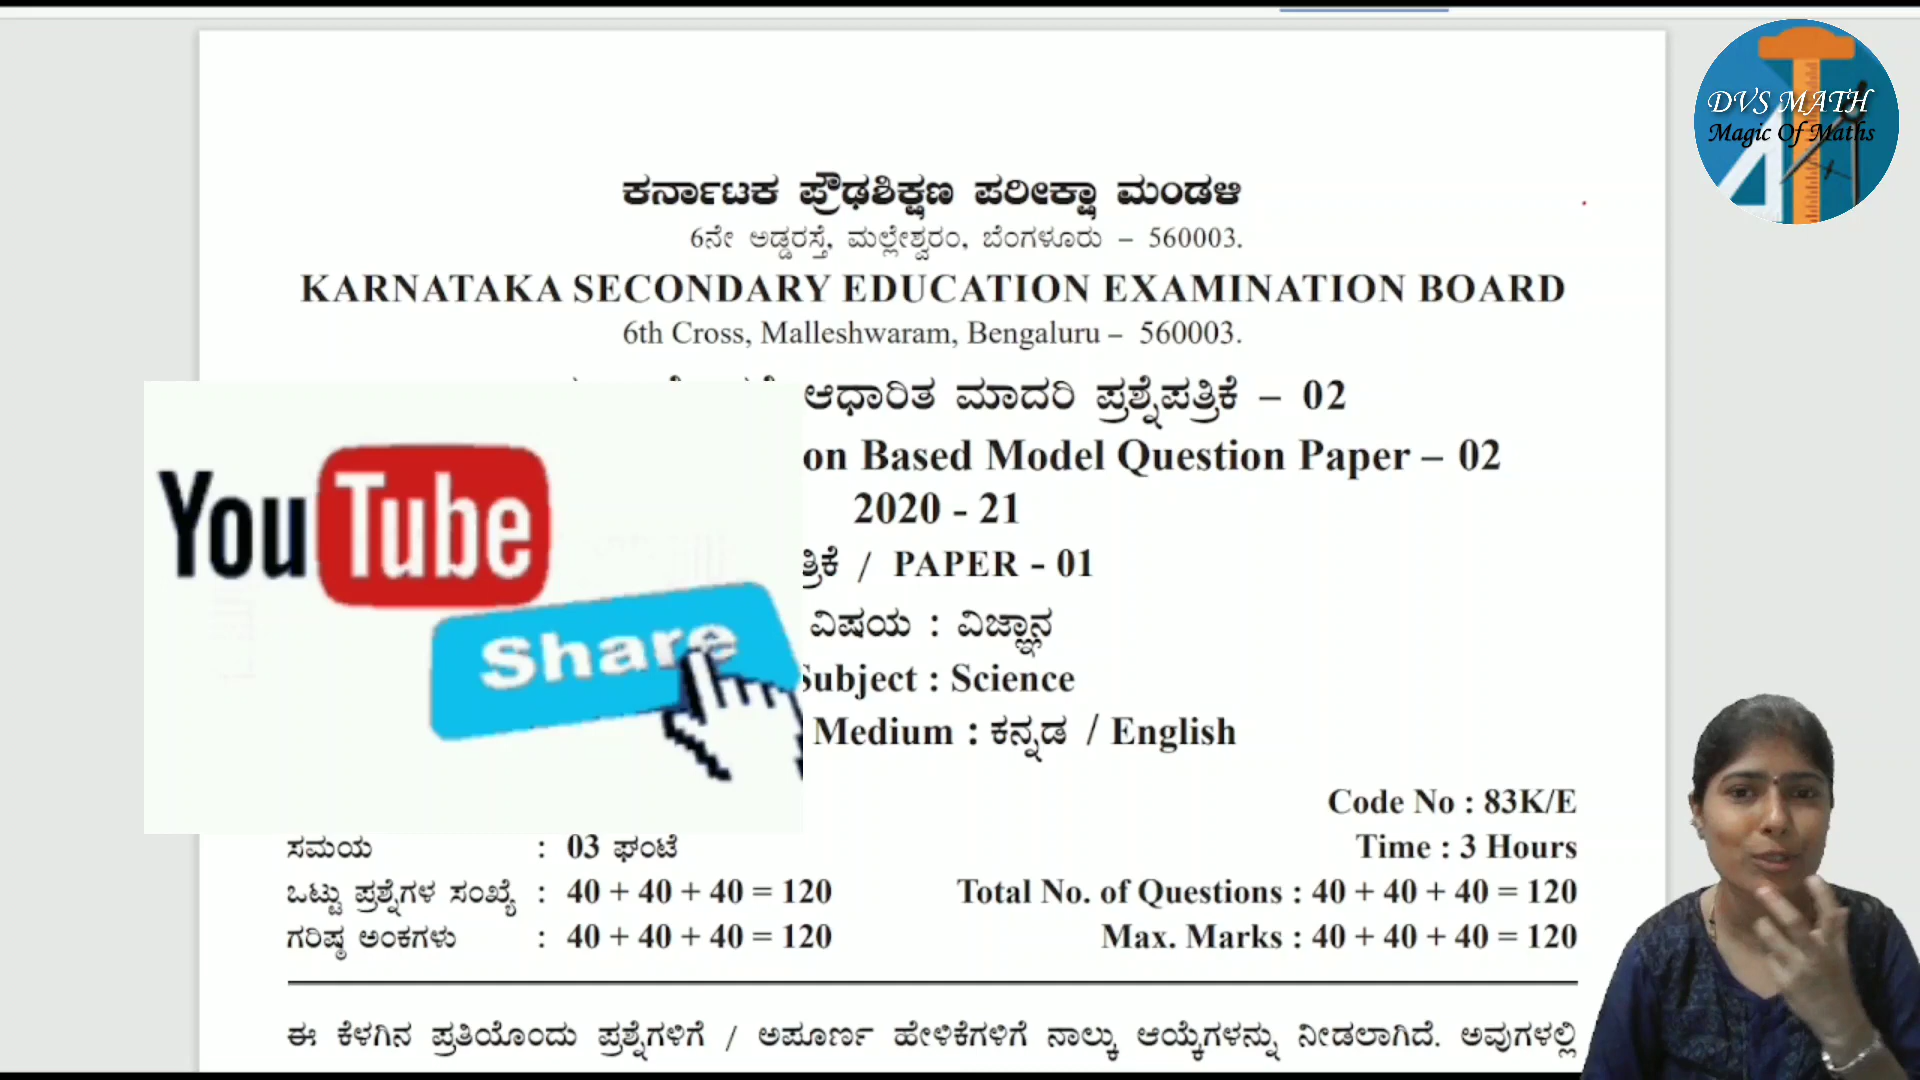 DVS MATH
Magic Of Maths
ಕರ್ನಾಟಕ ಪ್ರೌಢಶಿಕ್ಷಣ ಪರೀಕ್ಷಾ ಮಂಡಳಿ
6ನೇ ಅಡ್ಡರಸ್ತೆ, ಮಲ್ಲೇಶ್ವರಂ, ಬೆಂಗಳೂರು – 560003.
KARNATAKA SECONDARY EDUCATION EXAMINATION BOARD
6th Cross, Malleshwaram, Bengaluru – 560003.
ಆಧಾರಿತ ಮಾದರಿ ಪ್ರಶ್ನೆಪತ್ರಿಕೆ – 02
Based Model Question Paper – 02
2020 - 21
/ PAPER - 01
ವಿಷಯ : ವಿಜ್ಞಾನ
Subject : Science
Medium : ಕನ್ನಡ / English
YouTube
Share
Code No : 83K/E
ಸಮಯ : 03 ಘಂಟೆ Time : 3 Hours
ಒಟ್ಟು ಪ್ರಶ್ನೆಗಳ ಸಂಖ್ಯೆ : 40 + 40 + 40 = 120 Total No. of Questions : 40 + 40 + 40 = 120
ಗರಿಷ್ಠ ಅಂಕಗಳು : 40 + 40 + 40 = 120 Max. Marks : 40 + 40 + 40 = 120
ಈ ಕೆಳಗಿನ ಪ್ರತಿಯೊಂದು ಪ್ರಶ್ನೆಗಳಿಗೆ / ಅಪೂರ್ಣ ಹೇಳಿಕೆಗಳಿಗೆ ನಾಲ್ಕು ಆಯ್ಕೆಗಳನ್ನು ನೀಡಲಾಗಿದೆ. ಅವುಗಳಲ್ಲಿ